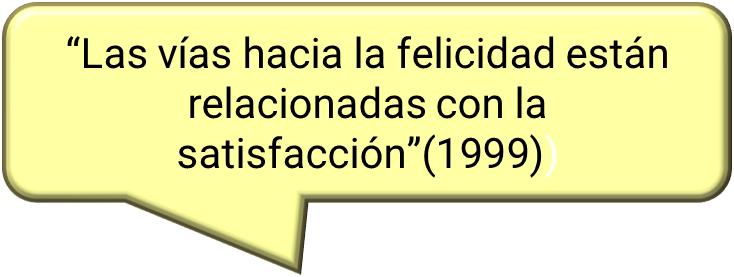 “Las vías hacia la felicidad están
relacionadas con la
satisfacción”(1999))